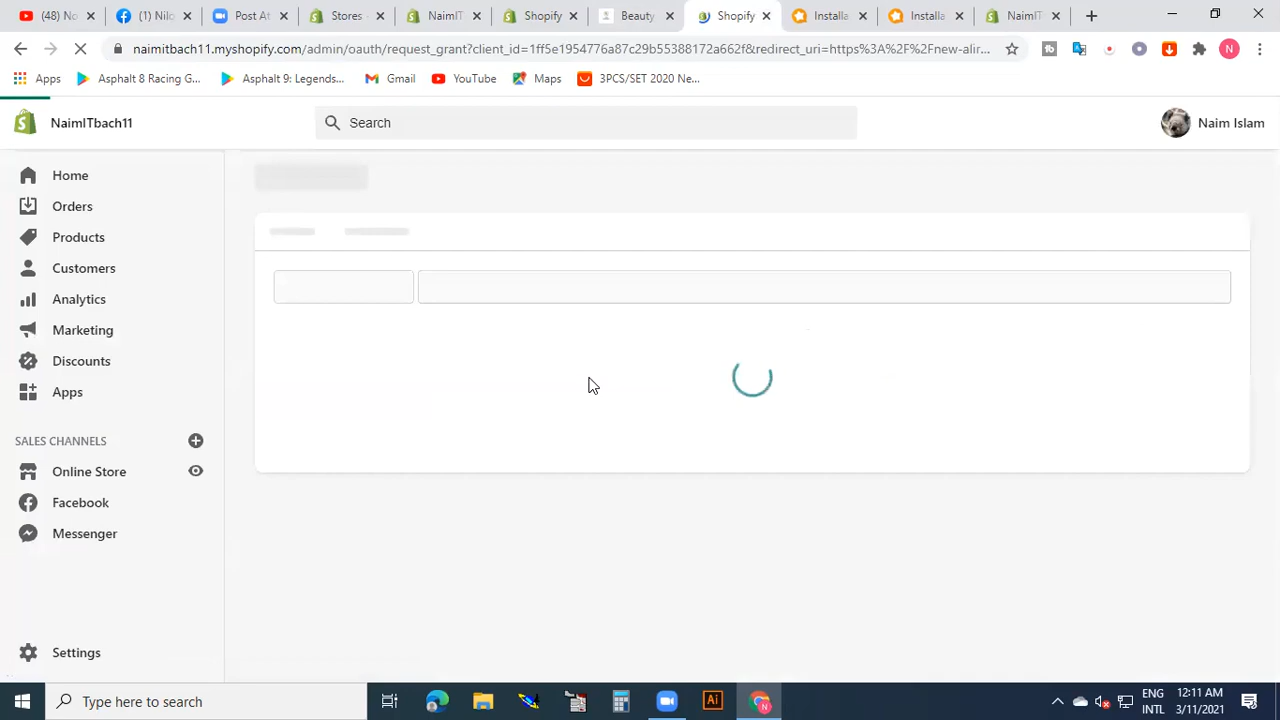 (48) No
Nilo
Post At
Stores -
NaimIT
Shopify
Beauty
Shopify
Installa
Installa
NaimIT
naimitbach11.myshopify.com/admin/oauth/request_grant?client_id=1ff5e1954776a87c29b55388172a662f&redirect_uri=https%3A%2F%2Fnew-alir...
N
Apps
Asphalt 8 Racing G...
Asphalt 9: Legends...
Gmail
YouTube
Maps
3PCS/SET 2020 Ne...
NaimITbach11
Search
Naim Islam
Home
Orders
Products
Customers
Analytics
Marketing
Discounts
Apps
SALES CHANNELS
Online Store
Facebook
Messenger
Settings
Type here to search
Ai
N
ENG
INTL
12:11 AM
3/11/2021